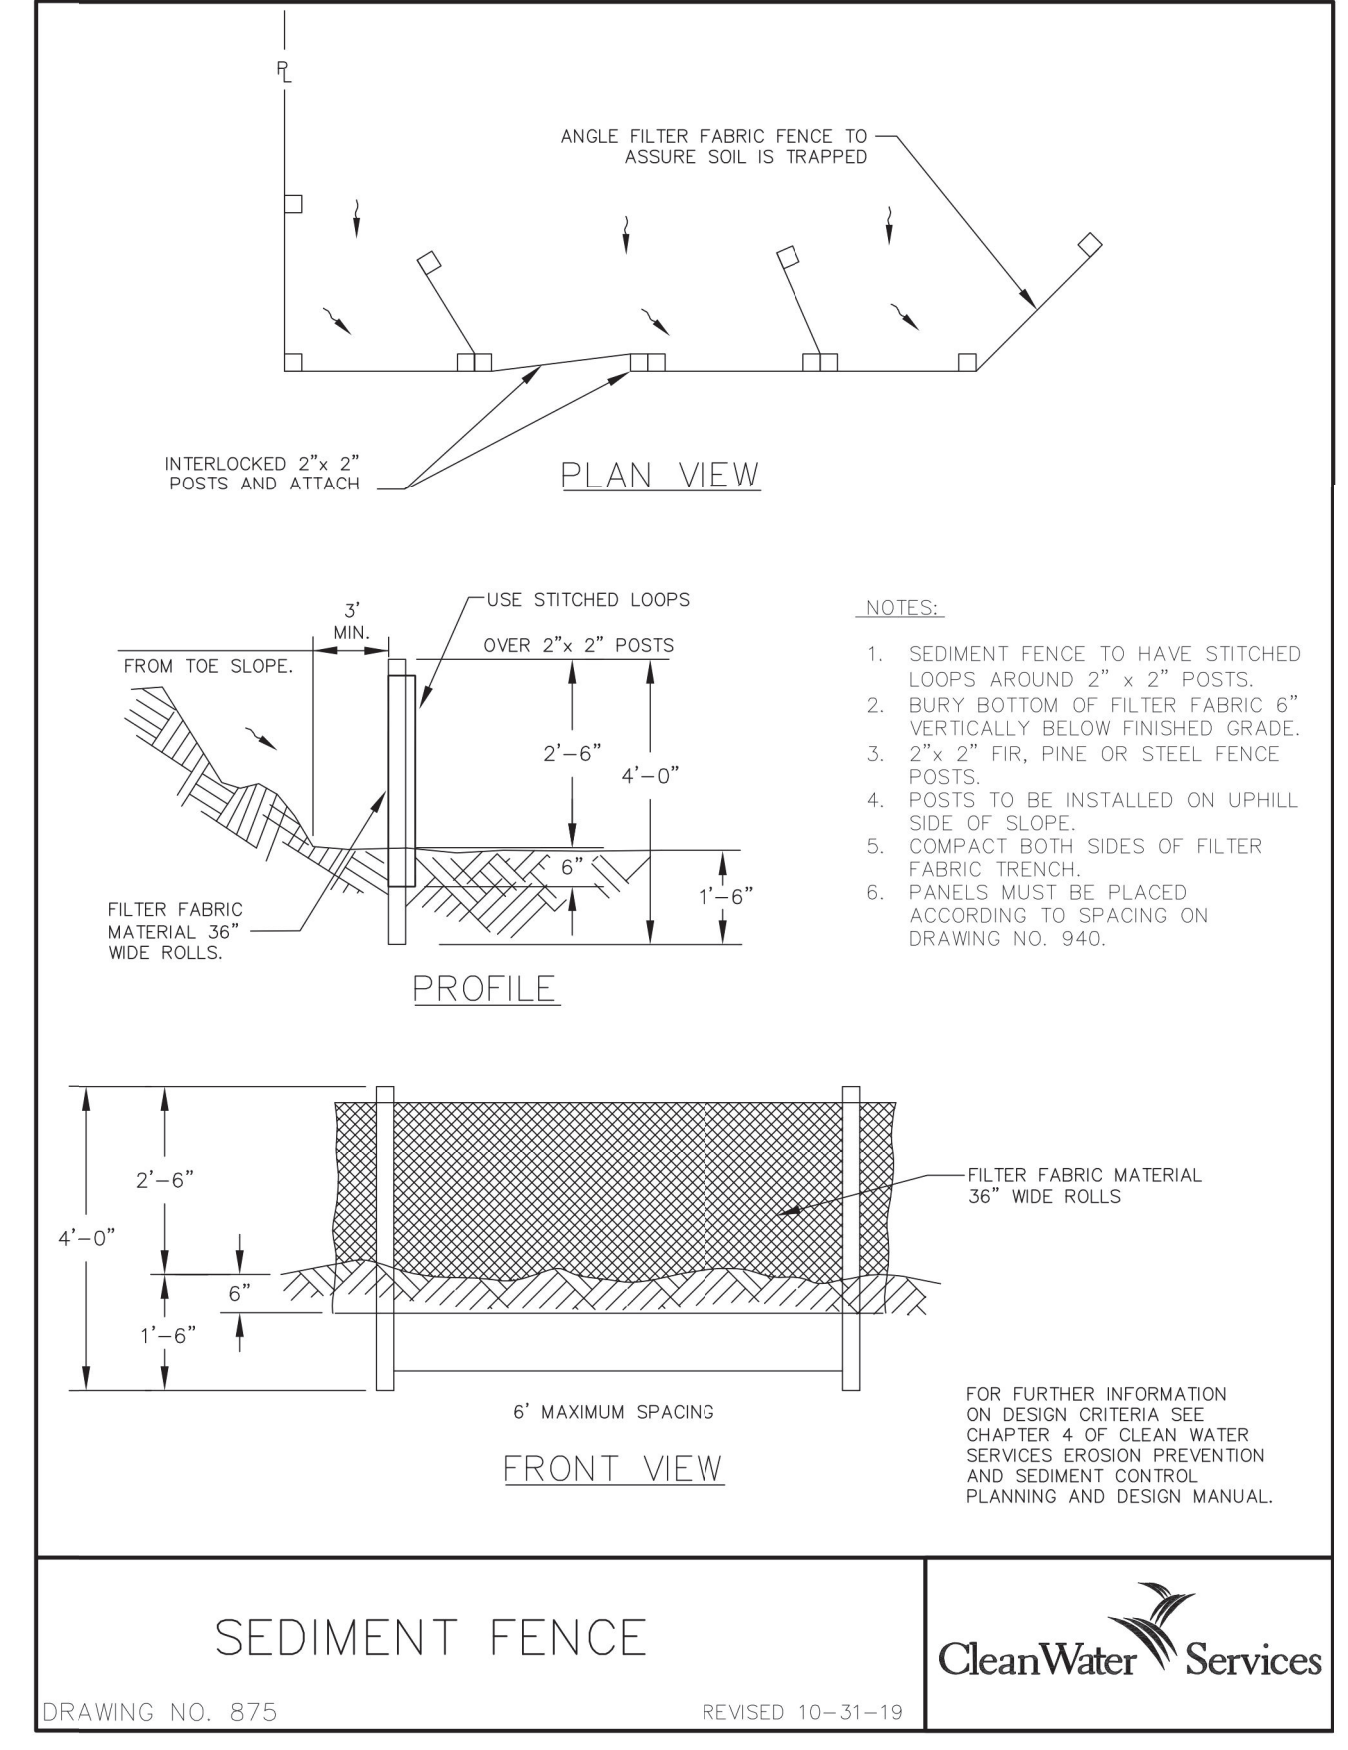 PL
ANGLE FILTER FABRIC FENCE TO
ASSURE SOIL IS TRAPPED
INTERLOCKED 2”x 2”
POSTS AND ATTACH
PLAN VIEW
3’
MIN.
FROM TOE SLOPE.
USE STITCHED LOOPS
OVER 2”x 2” POSTS
2’–6”
4’–0”
6”
1’–6”
FILTER FABRIC
MATERIAL 36”
WIDE ROLLS.
PROFILE
NOTES:
1. SEDIMENT FENCE TO HAVE STITCHED
LOOPS AROUND 2” x 2” POSTS.
2. BURY BOTTOM OF FILTER FABRIC 6”
VERTICALLY BELOW FINISHED GRADE.
3. 2”x 2” FIR, PINE OR STEEL FENCE
POSTS.
4. POSTS TO BE INSTALLED ON UPHILL
SIDE OF SLOPE.
5. COMPACT BOTH SIDES OF FILTER
FABRIC TRENCH.
6. PANELS MUST BE PLACED
ACCORDING TO SPACING ON
DRAWING NO. 940.
2’–6”
4’–0”
6”
1’–6”
FILTER FABRIC MATERIAL
36” WIDE ROLLS
6’ MAXIMUM SPACING
FRONT VIEW
FOR FURTHER INFORMATION
ON DESIGN CRITERIA SEE
CHAPTER 4 OF CLEAN WATER
SERVICES EROSION PREVENTION
AND SEDIMENT CONTROL
PLANNING AND DESIGN MANUAL.
SEDIMENT FENCE
DRAWING NO. 875
REVISED 10–31–19
CleanWater Services